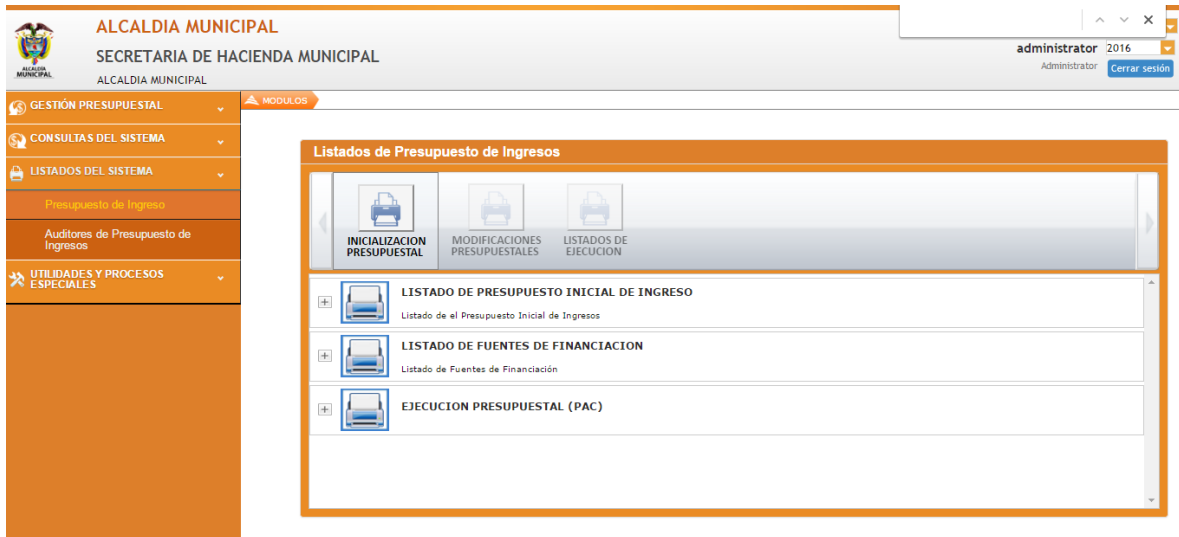 ALCALDIA MUNICIPAL
SECRETARIA DE HACIENDA MUNICIPAL
ALCALDIA MUNICIPAL
ALCALDÍA
MUNICIPAL
administrator 2016
Administrator Cerrar sesión
GESTIÓN PRESUPUESTAL
CONSULTAS DEL SISTEMA
LISTADOS DEL SISTEMA
Presupuesto de Ingreso
Auditores de Presupuesto de
Ingresos
UTILIDADES Y PROCESOS
ESPECIALES
MODULOS
Listados de Presupuesto de Ingresos
INICIALIZACION
PRESUPUESTAL
MODIFICACIONES
PRESUPUESTALES
LISTADOS DE
EJECUCION
LISTADO DE PRESUPUESTO INICIAL DE INGRESO
Listado de el Presupuesto Inicial de Ingresos
LISTADO DE FUENTES DE FINANCIACION
Listado de Fuentes de Financiación
EJECUCION PRESUPUESTAL (PAC)